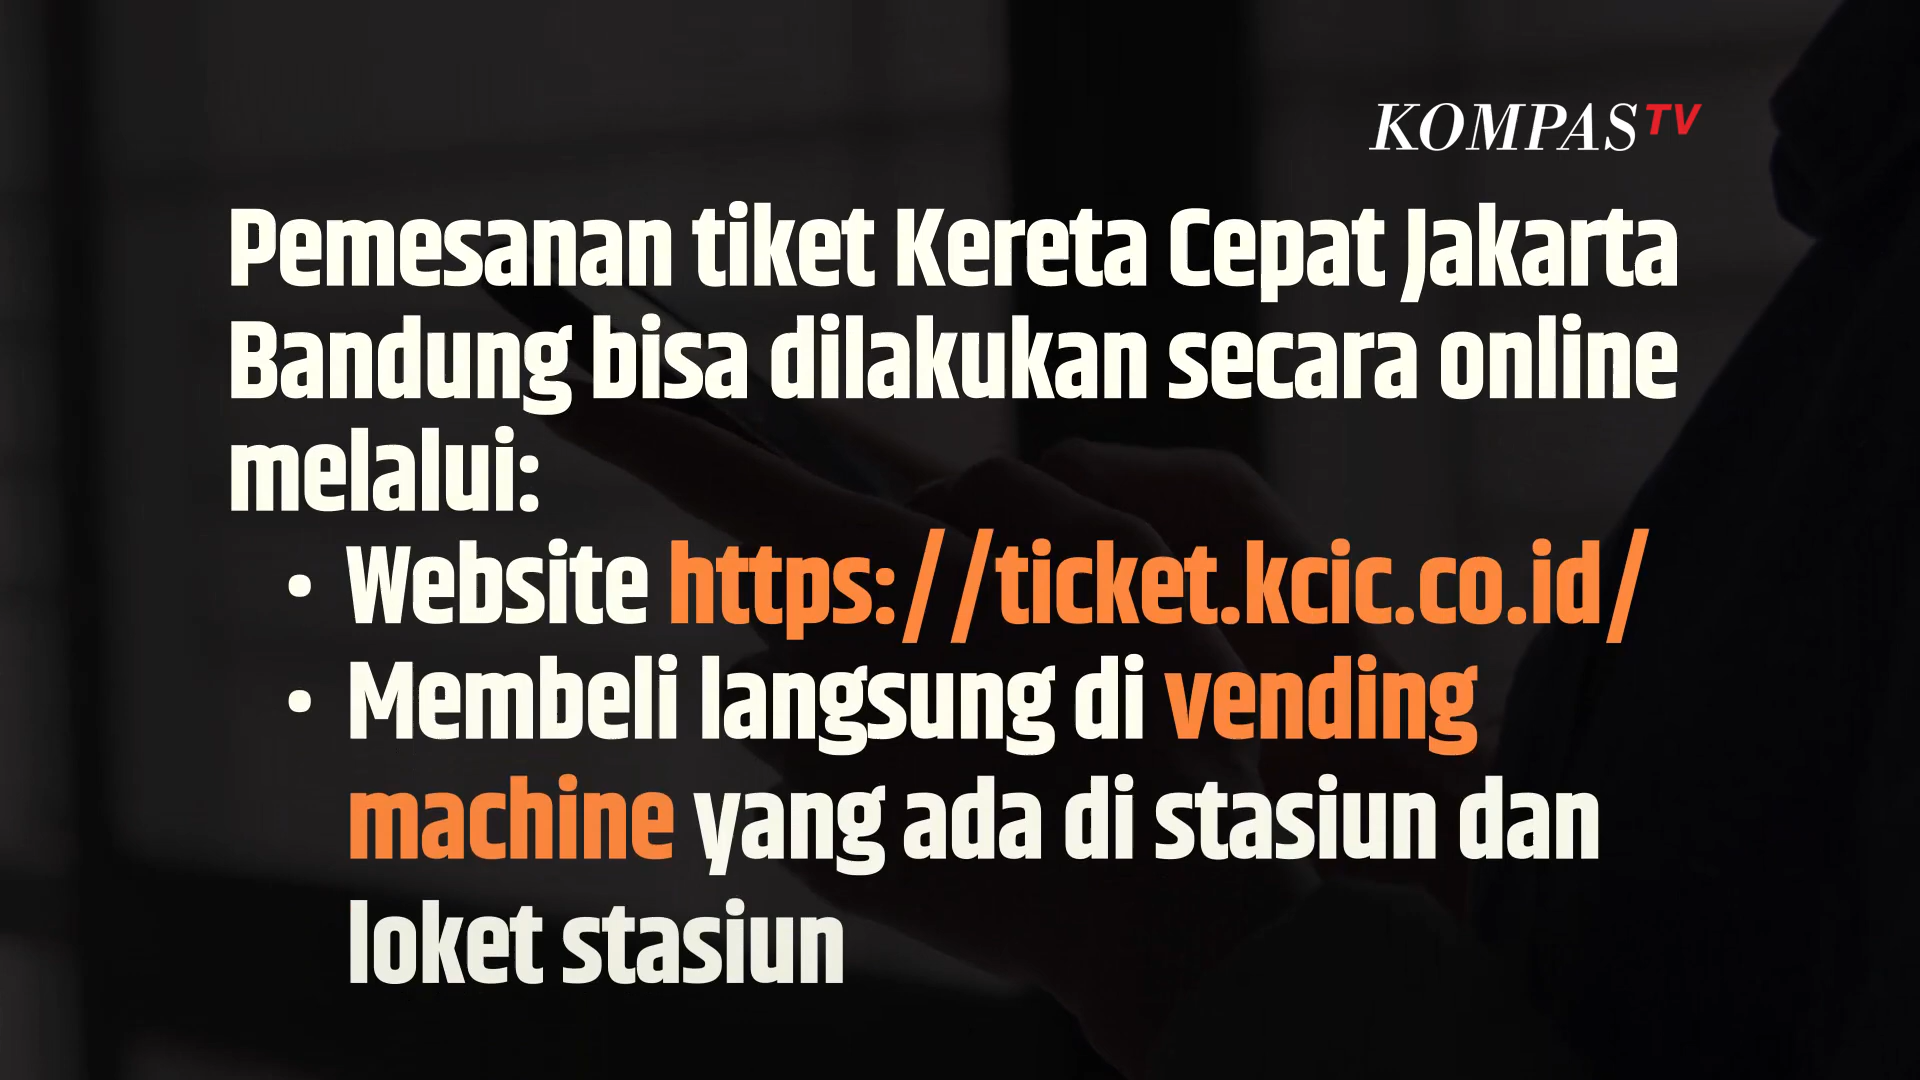 KOMPASTV
Pemesanan tiket Kereta Cepat Jakarta
Bandung bisa dilakukan secara online
melalui:
• Website https://ticket.kcic.co.id/
• Membeli langsung di vending
machine yang ada di stasiun dan
loket stasiun